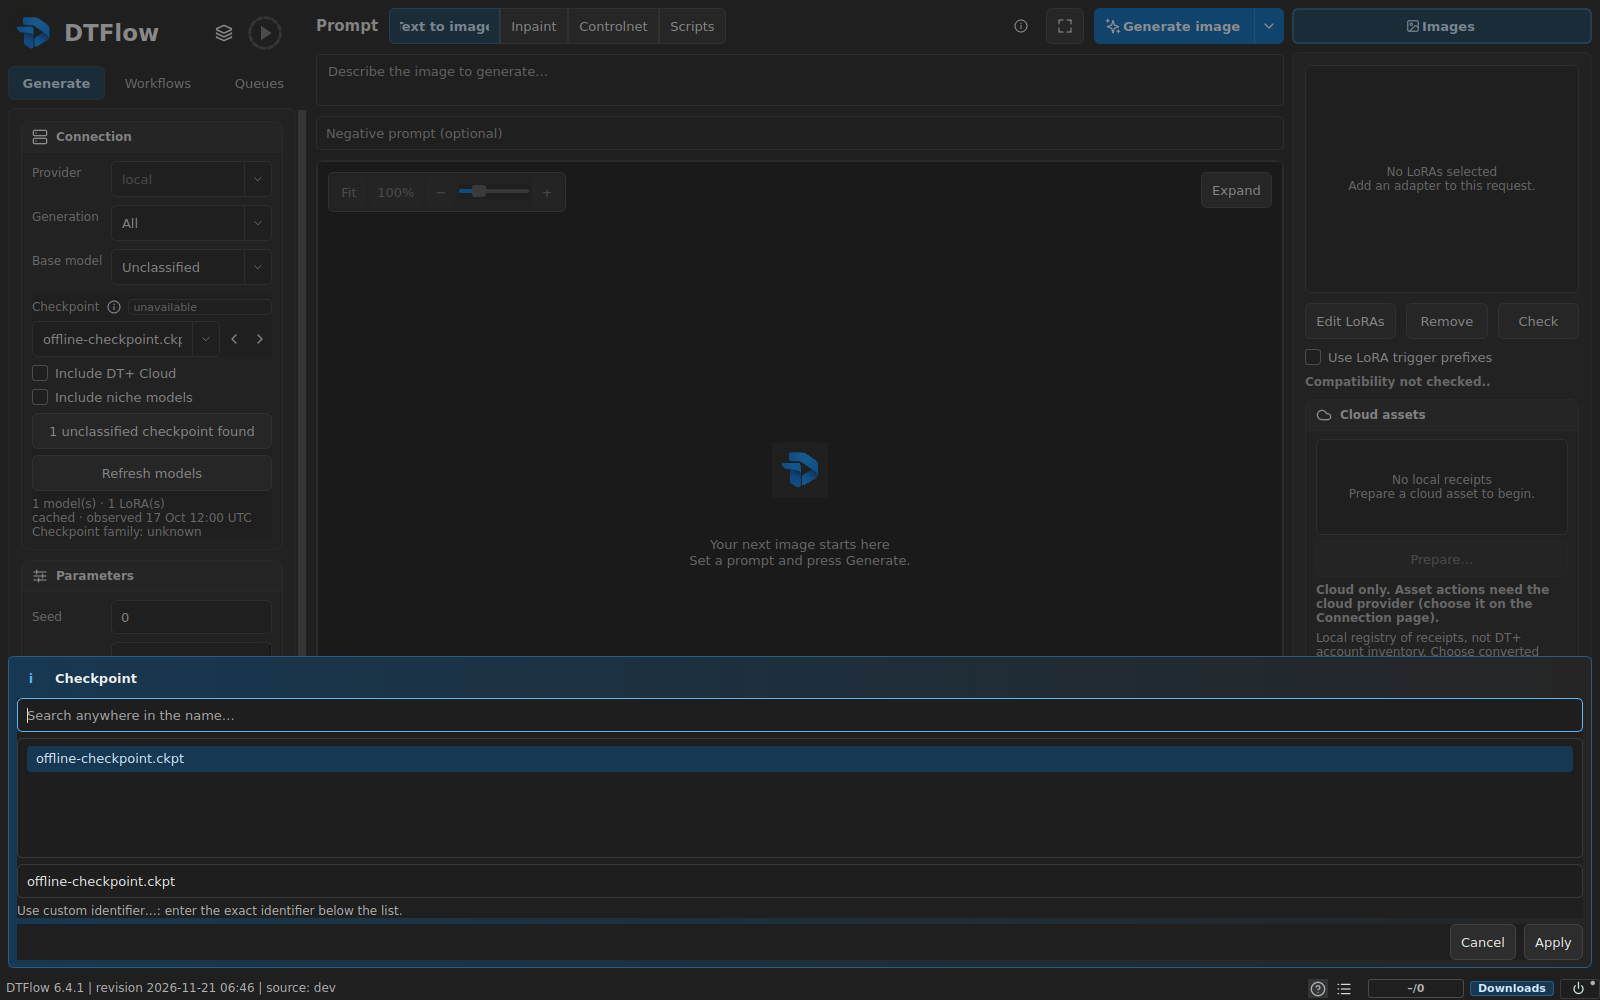 DTFlow
Prompt
Text to image
Inpaint
Controlnet
Scripts
Generate image
Images
Generate
Workflows
Queues
Describe the image to generate...
Negative prompt (optional)
Connection
Provider
local
Generation
All
Base model
Unclassified
Checkpoint
unavailable
offline-checkpoint.ckp
Include DT+ Cloud
Include niche models
1 unclassified checkpoint found
Refresh models
1 model(s) · 1 LoRA(s)
cached · observed 17 Oct 12:00 UTC
Checkpoint family: unknown
Parameters
Seed
0
Fit
100%
−
+
Expand
Your next image starts here
Set a prompt and press Generate.
No LoRAs selected
Add an adapter to this request.
Edit LoRAs
Remove
Check
Use LoRA trigger prefixes
Compatibility not checked..
Cloud assets
No local receipts
Prepare a cloud asset to begin.
Prepare...
Cloud only. Asset actions need the
cloud provider (choose it on the
Connection page).
Local registry of receipts, not DT+
account inventory. Choose converted
i Checkpoint
Search anywhere in the name...
offline-checkpoint.ckpt
offline-checkpoint.ckpt
Use custom identifier...: enter the exact identifier below the list.
Cancel
Apply
DTFlow 6.4.1 | revision 2026-11-21 06:46 | source: dev
-/0
Downloads